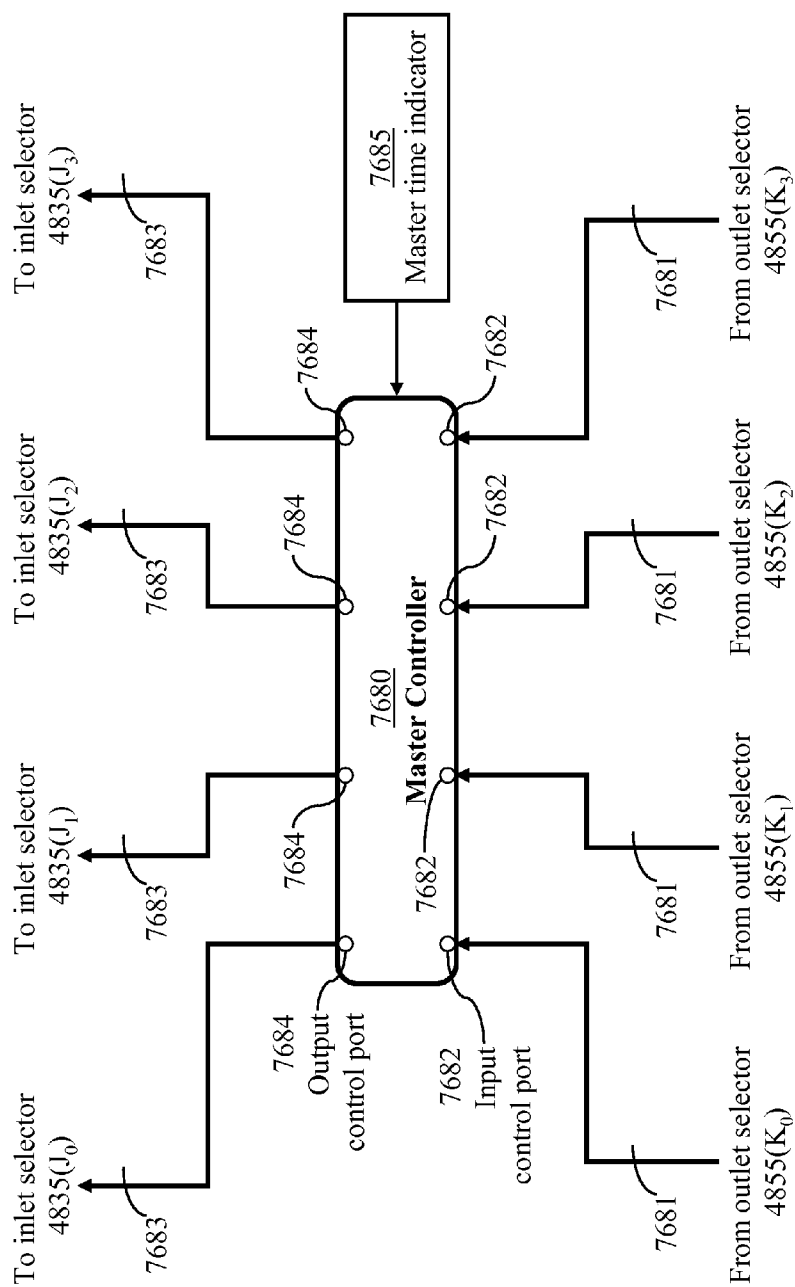 To inlet selector
4835(J₀)
To inlet selector
4835(J₁)
To inlet selector
4835(J₂)
To inlet selector
4835(J₃)
7683
7683
7683
7683
7684
Output
control port
7684
7684
7684
7680
Master Controller
7685
Master time indicator
7682
Input
control port
7682
7682
7682
7681
7681
7681
7681
From outlet selector
4855(K₀)
From outlet selector
4855(K₁)
From outlet selector
4855(K₂)
From outlet selector
4855(K₃)